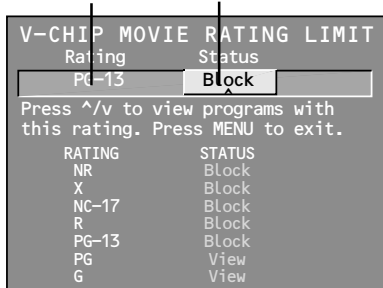 V-CHIP MOVIE RATING LIMIT
Rating Status
PG-13 Block
Press ^/v to view programs with
this rating. Press MENU to exit.
RATING STATUS
NR Block
X Block
NC-17 Block
R Block
PG-13 Block
PG View
G View